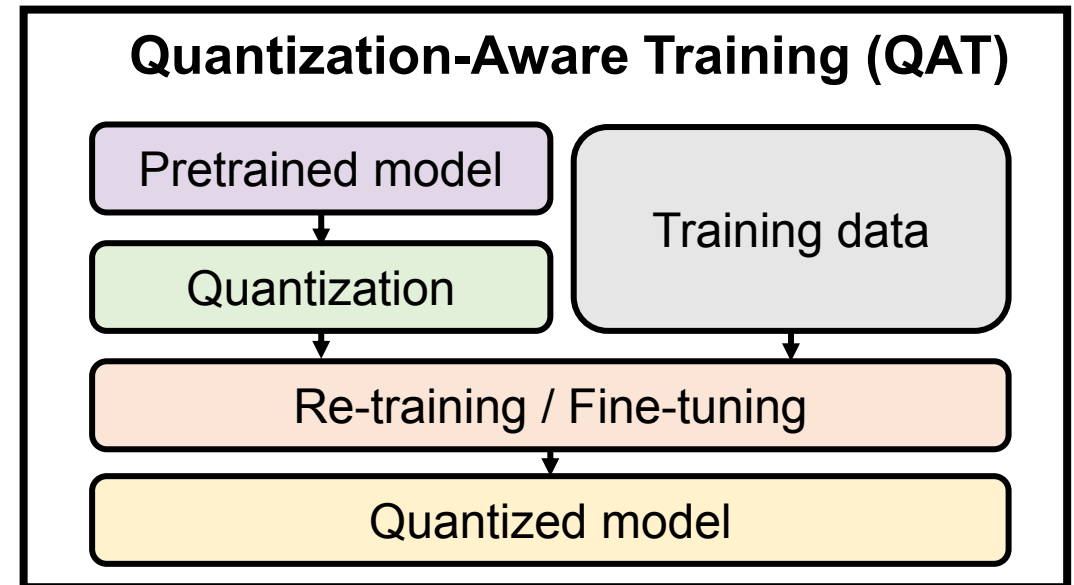 Quantization-Aware Training (QAT)
Pretrained model
Training data
Quantization
Re-training / Fine-tuning
Quantized model